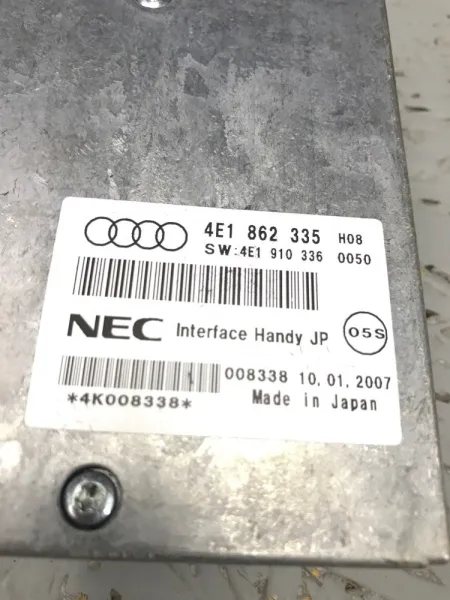 4E1 862 335 H08
SW:4E1 910 336 0050
NEC Interface Handy JP 05S
008338 10.01.2007
*4K008338* Made in Japan